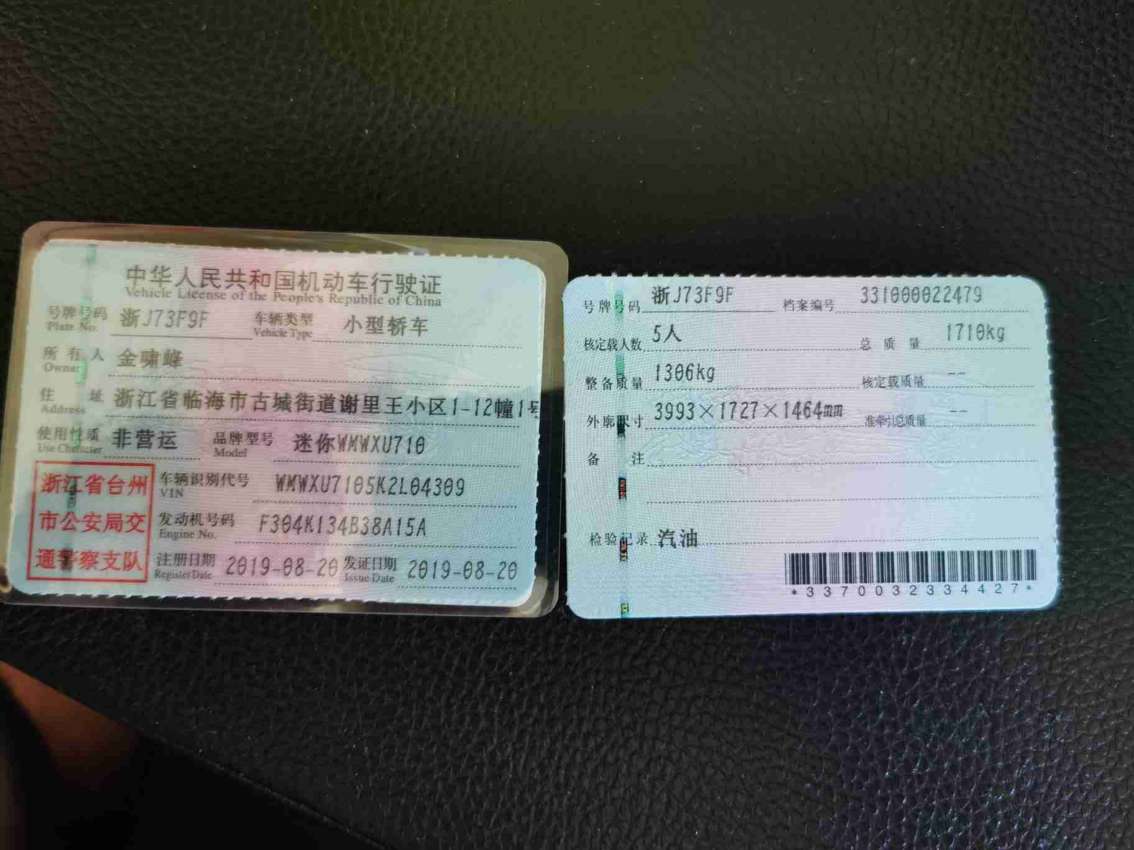 中华人民共和国机动车行驶证
Vehicle License of the People's Republic of China
号牌号码 浙J73F9F 车辆类型 小型轿车
Plate No. Vehicle Type
所有人 金啸峰
Owner
住址 浙江省临海市古城街道谢里王小区1-12幢1号
Address
使用性质 非营运 品牌型号 迷你WMWXU710
Use Character Model
浙江省台州
市公安局交
通警察支队
车辆识别代号 WMWXU7105K2L04309
VIN
发动机号码 F304K134B38A15A
Engine No.
注册日期 2019-08-20 发证日期 2019-08-20
Register Date Issue Date
号牌号码 浙J73F9F 档案编号 331000022479
核定载人数 5人 总质量 1710kg
整备质量 1306kg 核定载质量 --
外廓尺寸 3993×1727×1464mm 准牵引总质量 --
备注
检验记录 汽油
*3370032334427*